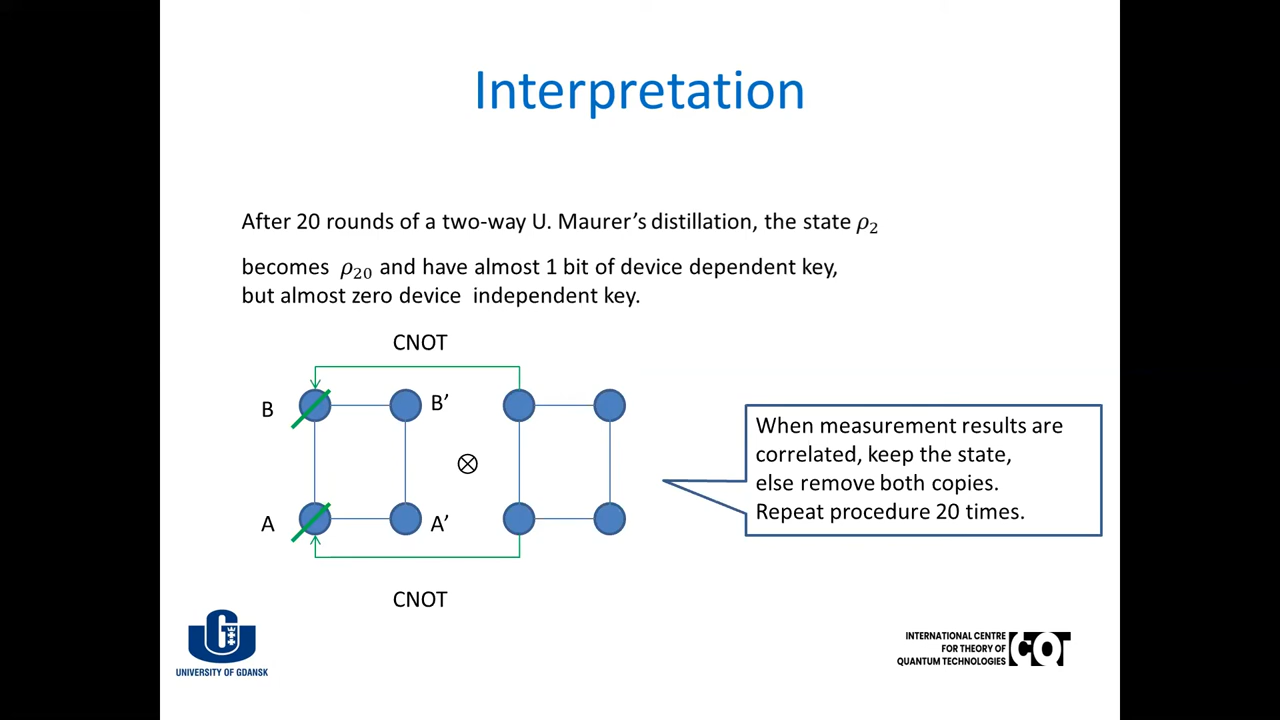 Interpretation
After 20 rounds of a two-way U. Maurer’s distillation, the state ρ₂
becomes ρ₂₀ and have almost 1 bit of device dependent key,
but almost zero device independent key.
CNOT
B
B’
⊗
When measurement results are
correlated, keep the state,
else remove both copies.
Repeat procedure 20 times.
A
A’
CNOT
UNIVERSITY OF GDANSK
INTERNATIONAL CENTRE
FOR THEORY OF
QUANTUM TECHNOLOGIES